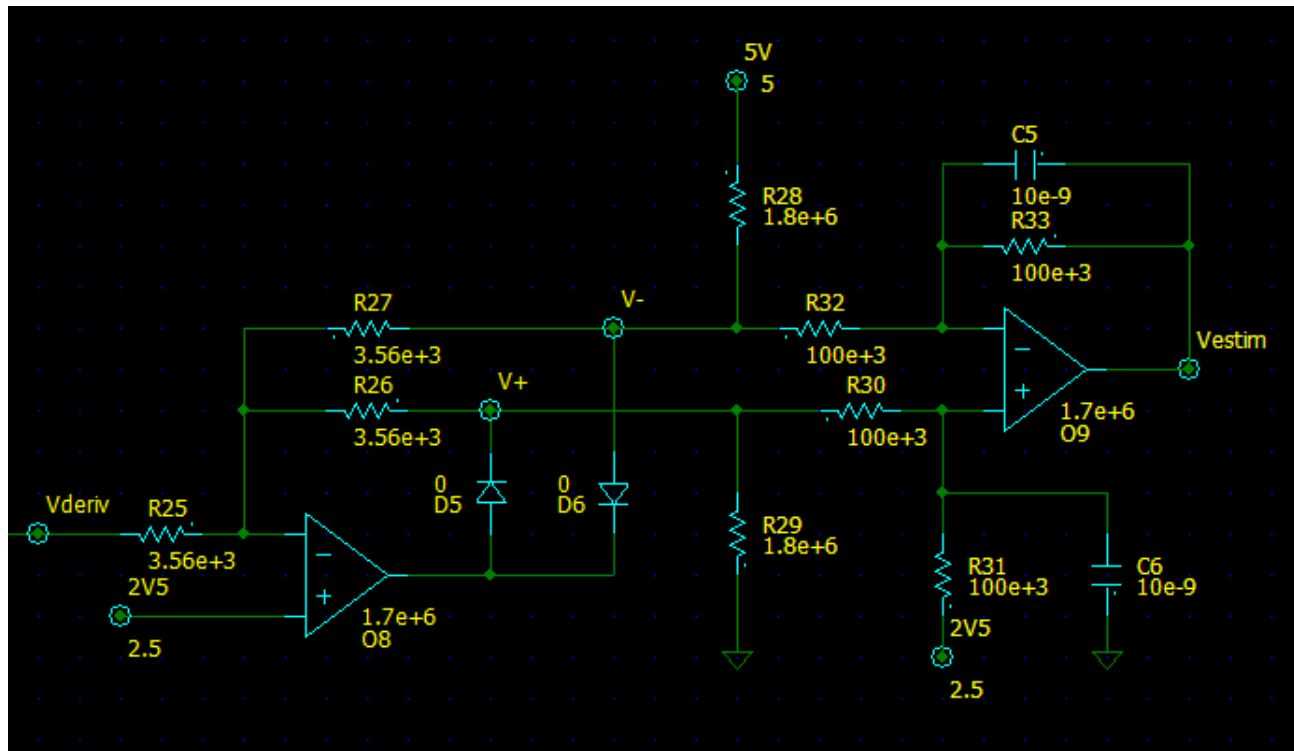 5V
5
C5
10e-9
R28
1.8e+6
R33
100e+3
R27
3.56e+3
V-
R32
100e+3
Vestim
R26
3.56e+3
V+
R30
100e+3
-
+
1.7e+6
O9
0
D5
0
D6
Vderiv
R25
3.56e+3
R29
1.8e+6
-
+
1.7e+6
O8
2V5
2.5
R31
100e+3
C6
10e-9
2V5
2.5